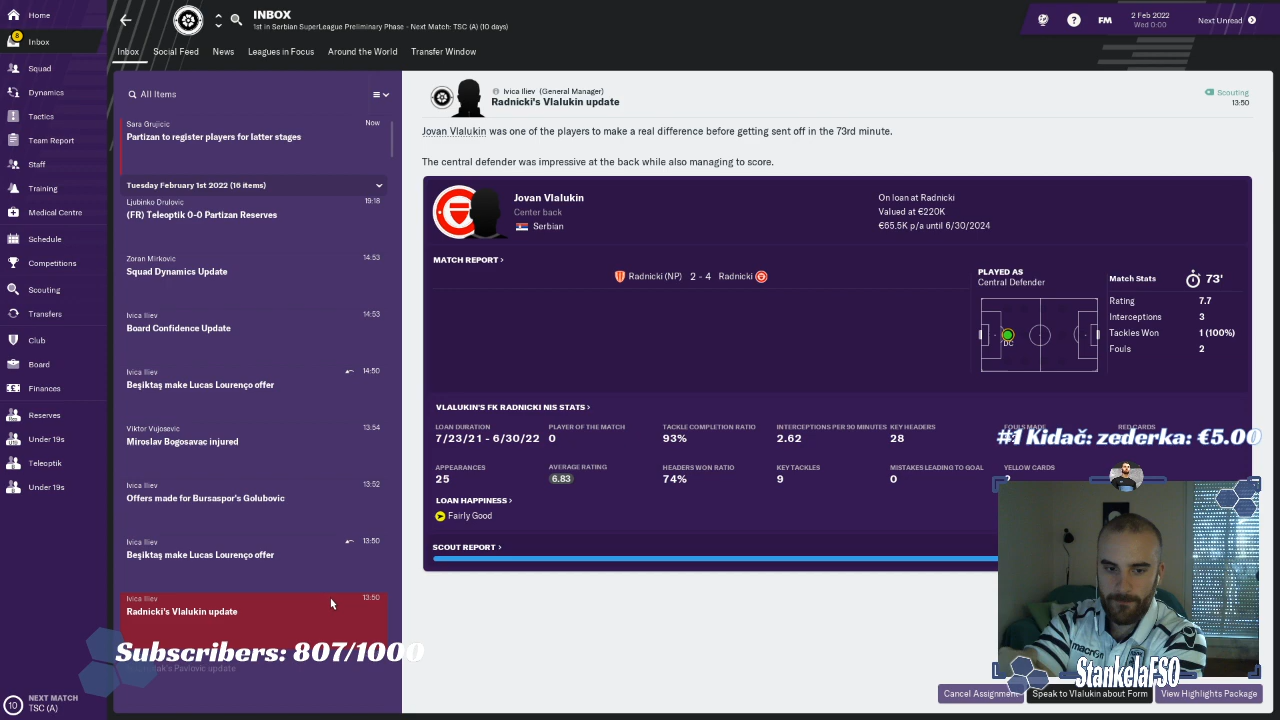 Home
Inbox
8
Squad
Dynamics
Tactics
Team Report
Staff
Training
Medical Centre
Schedule
Competitions
Scouting
Transfers
Club
Board
Finances
Reserves
Under 19s
Teleoptik
Under 19s
10
NEXT MATCH
TSC (A)
INBOX
1st in Serbian SuperLeague Preliminary Phase - Next Match: TSC (A) (10 days)
FM
2 Feb 2022
Wed 0:00
Next Unread
Inbox
Social Feed
News
Leagues in Focus
Around the World
Transfer Window
All Items
Sara Grujicic
Now
Partizan to register players for latter stages
Tuesday February 1st 2022 (16 items)
Ljubinko Drulovic
19:18
(FR) Teleoptik 0-0 Partizan Reserves
Zoran Mirkovic
14:53
Squad Dynamics Update
Ivica Iliev
14:53
Board Confidence Update
Ivica Iliev
14:50
Beşiktaş make Lucas Lourenço offer
Viktor Vujosevic
13:54
Miroslav Bogosavac injured
Ivica Iliev
13:52
Offers made for Bursaspor's Golubovic
Ivica Iliev
13:50
Beşiktaş make Lucas Lourenço offer
Ivica Iliev
13:50
Radnicki's Vlalukin update
Pavlovic update
Subscribers: 807/1000
Ivica Iliev (General Manager)
Radnicki's Vlalukin update
Scouting
13:50
Jovan Vlalukin was one of the players to make a real difference before getting sent off in the 73rd minute.
The central defender was impressive at the back while also managing to score.
Jovan Vlalukin
Center back
Serbian
On loan at Radnicki
Valued at €220K
€65.5K p/a until 6/30/2024
MATCH REPORT >
Radnicki (NP) 2 - 4 Radnicki
PLAYED AS
Central Defender
DC
Match Stats
73'
Rating 7.7
Interceptions 3
Tackles Won 1 (100%)
Fouls 2
VLALUKIN'S FK RADNICKI NIS STATS >
LOAN DURATION
7/23/21 - 6/30/22
PLAYER OF THE MATCH
0
TACKLE COMPLETION RATIO
93%
INTERCEPTIONS PER 90 MINUTES
2.62
KEY HEADERS
28
FOULS MADE
RED CARDS
#1 Kidač: zederka: €5.00
APPEARANCES
25
AVERAGE RATING
6.83
HEADERS WON RATIO
74%
KEY TACKLES
9
MISTAKES LEADING TO GOAL
0
YELLOW CARDS
LOAN HAPPINESS >
Fairly Good
SCOUT REPORT >
macron
StankelaFSO
Cancel Assignment
Speak to Vlalukin about Form
View Highlights Package